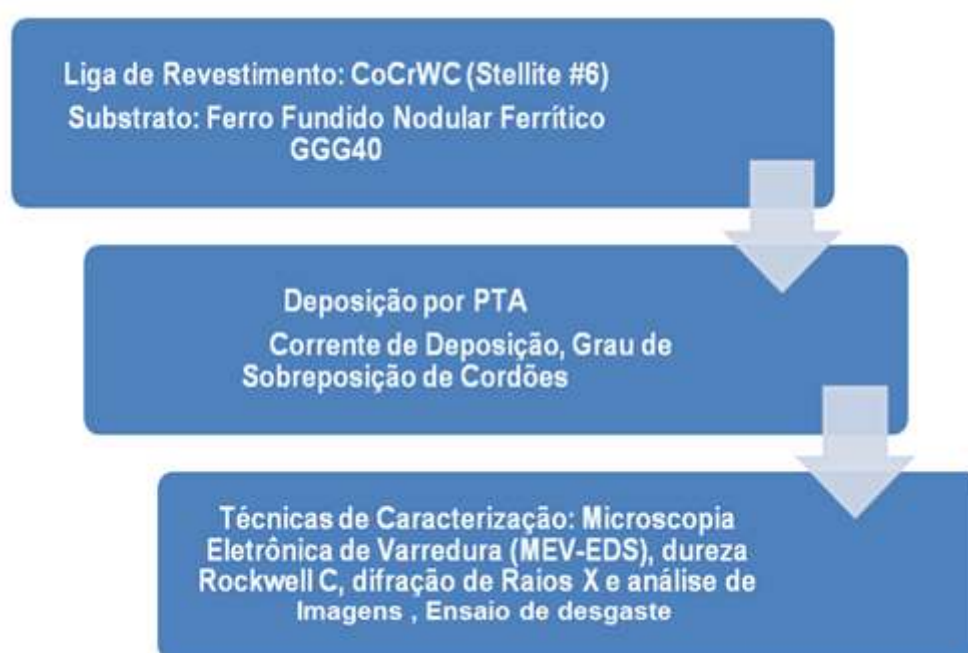 Liga de Revestimento: CoCrWC (Stellite #6)
Substrato: Ferro Fundido Nodular Ferrítico
GGG40
Deposição por PTA
Corrente de Deposição, Grau de
Sobreposição de Cordões
Técnicas de Caracterização: Microscopia
Eletrônica de Varredura (MEV-EDS), dureza
Rockwell C, difração de Raios X e análise de
Imagens , Ensaio de desgaste